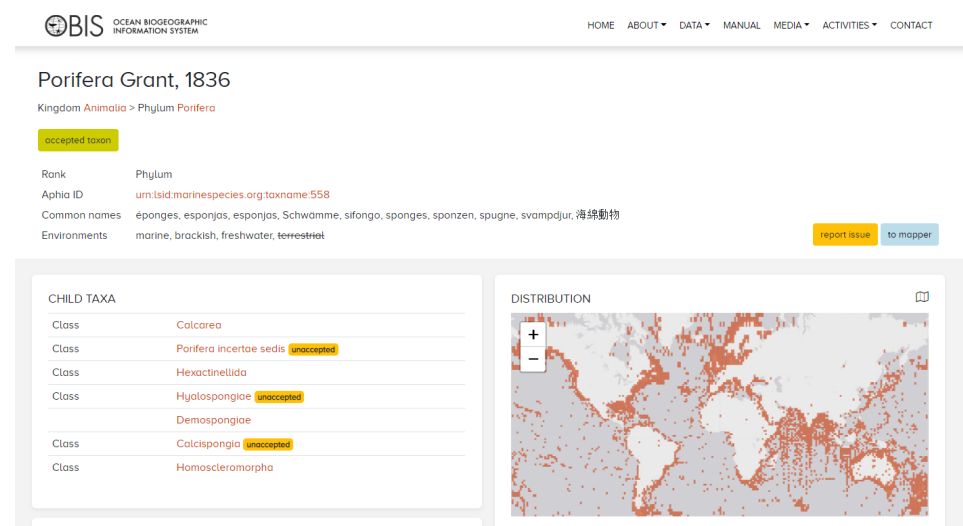 OBIS OCEAN BIOGEOGRAPHIC INFORMATION SYSTEM
HOME ABOUT DATA MANUAL MEDIA ACTIVITIES CONTACT
Porifera Grant, 1836
Kingdom Animalia > Phylum Porifera
accepted taxon
Rank Phylum
Aphia ID urn:lsid:marinespecies.org:taxname:558
Common names éponges, esponjas, esponjas, Schwämme, sifongo, sponges, sponzen, spugne, svampdjur, 海綿動物
Environments marine, brackish, freshwater, terrestrial
report issue to mapper
CHILD TAXA
Class Calcarea
Class Porifera incertae sedis unaccepted
Class Hexactinellida
Class Hyalospongiae unaccepted
Demospongiae
Class Calcispongia unaccepted
Class Homoscleromorpha
DISTRIBUTION
+
−